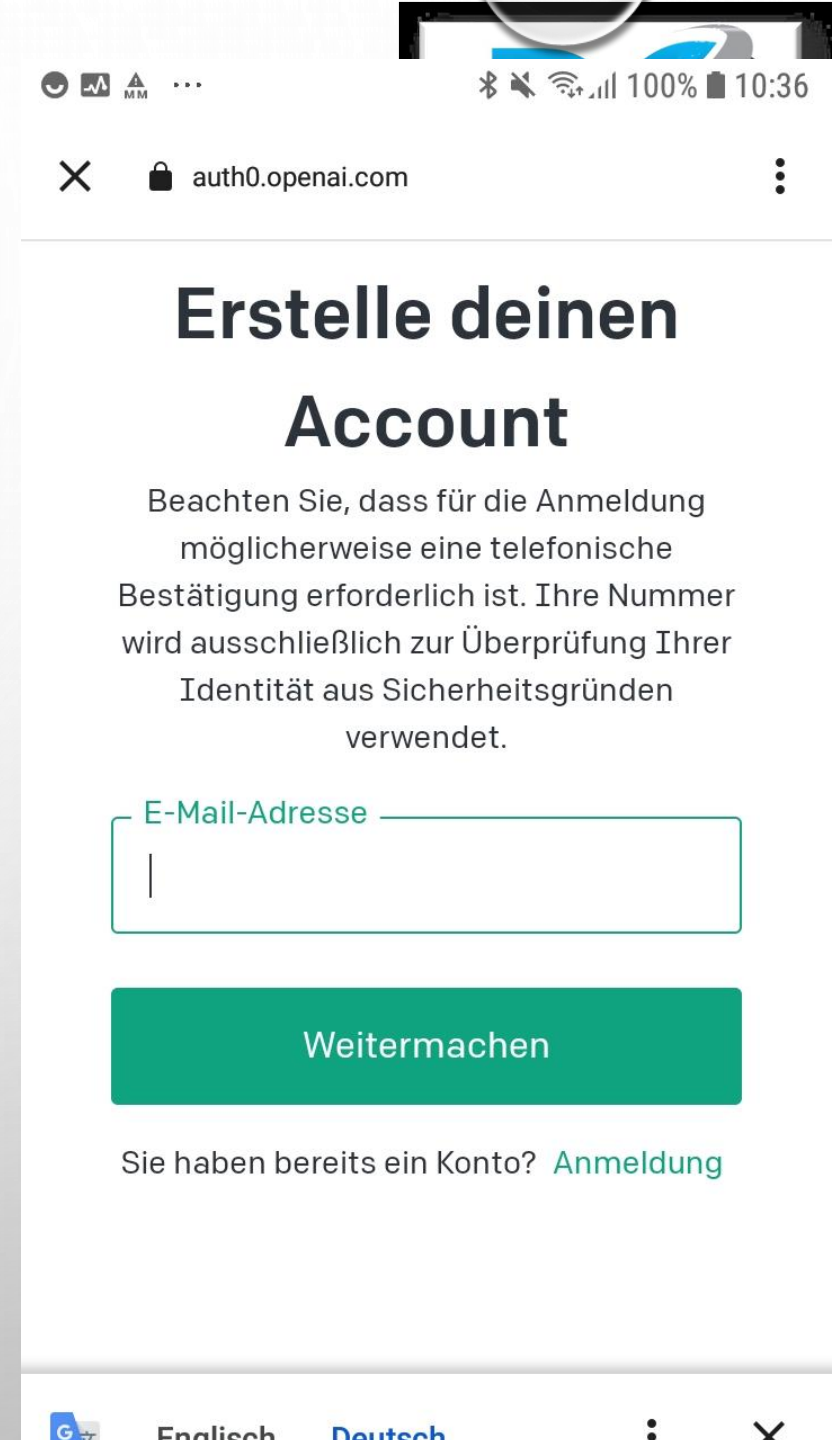 MM
100% 10:36
auth0.openai.com
Erstelle deinen
Account
Beachten Sie, dass für die Anmeldung
möglicherweise eine telefonische
Bestätigung erforderlich ist. Ihre Nummer
wird ausschließlich zur Überprüfung Ihrer
Identität aus Sicherheitsgründen
verwendet.
E-Mail-Adresse
Weitermachen
Sie haben bereits ein Konto? Anmeldung
G Englisch Deutsch